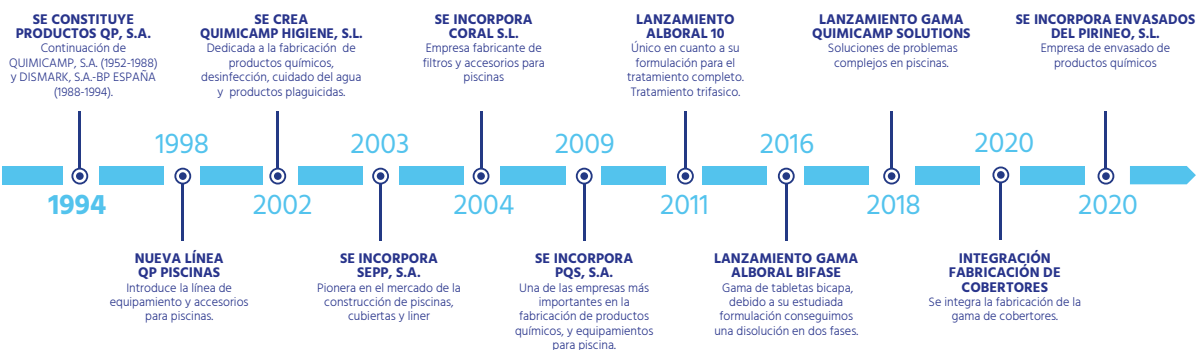 SE CONSTITUYE
PRODUCTOS QP, S.A.
Continuación de
QUIMICAMP, S.A. (1952-1988)
y DISMARK, S.A.-BP ESPAÑA
(1988-1994).
1994
1998
NUEVA LÍNEA
QP PISCINAS
Introduce la línea de
equipamiento y accesorios
para piscinas.
SE CREA
QUIMICAMP HIGIENE, S.L.
Dedicada a la fabricación de
productos químicos,
desinfección, cuidado del agua
y productos plaguicidas.
2002
2003
SE INCORPORA
SEPP, S.A.
Pionera en el mercado de la
construcción de piscinas,
cubiertas y liner
SE INCORPORA
CORAL S.L.
Empresa fabricante de
filtros y accesorios para
piscinas
2004
2009
SE INCORPORA
PQS, S.A.
Una de las empresas más
importantes en la
fabricación de productos
químicos, y equipamientos
para piscina.
LANZAMIENTO
ALBORAL 10
Único en cuanto a su
formulación para el
tratamiento completo.
Tratamiento trifasico.
2011
2016
LANZAMIENTO GAMA
ALBORAL BIFASE
Gama de tabletas bicapa,
debido a su estudiada
formulación conseguimos
una disolución en dos fases.
LANZAMIENTO GAMA
QUIMICAMP SOLUTIONS
Soluciones de problemas
complejos en piscinas.
2018
2020
INTEGRACIÓN
FABRICACIÓN DE
COBERTORES
Se integra la fabricación de la
gama de cobertores.
SE INCORPORA ENVASADOS
DEL PIRINEO, S.L.
Empresa de envasado de
productos químicos
2020